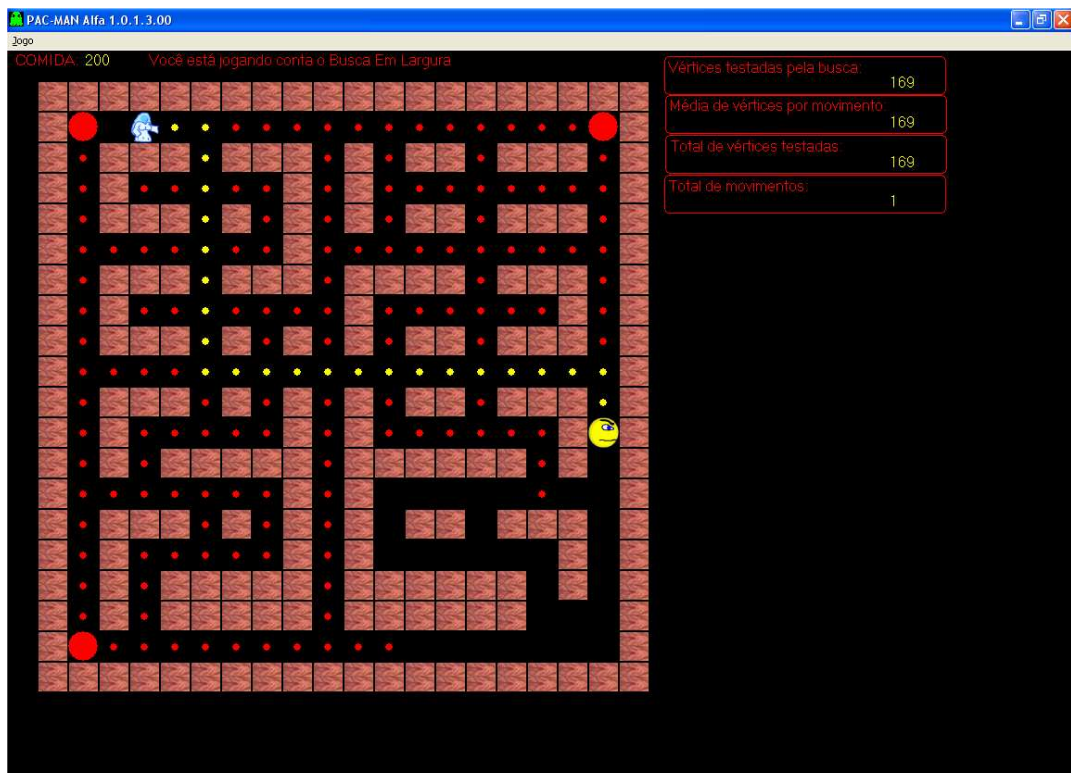 PAC-MAN Alfa 1.0.1.3.00
Jogo
COMIDA: 200 Você está jogando conta o Busca Em Largura
Vértices testadas pela busca:
169
Média de vértices por movimento:
169
Total de vértices testadas:
169
Total de movimentos:
1